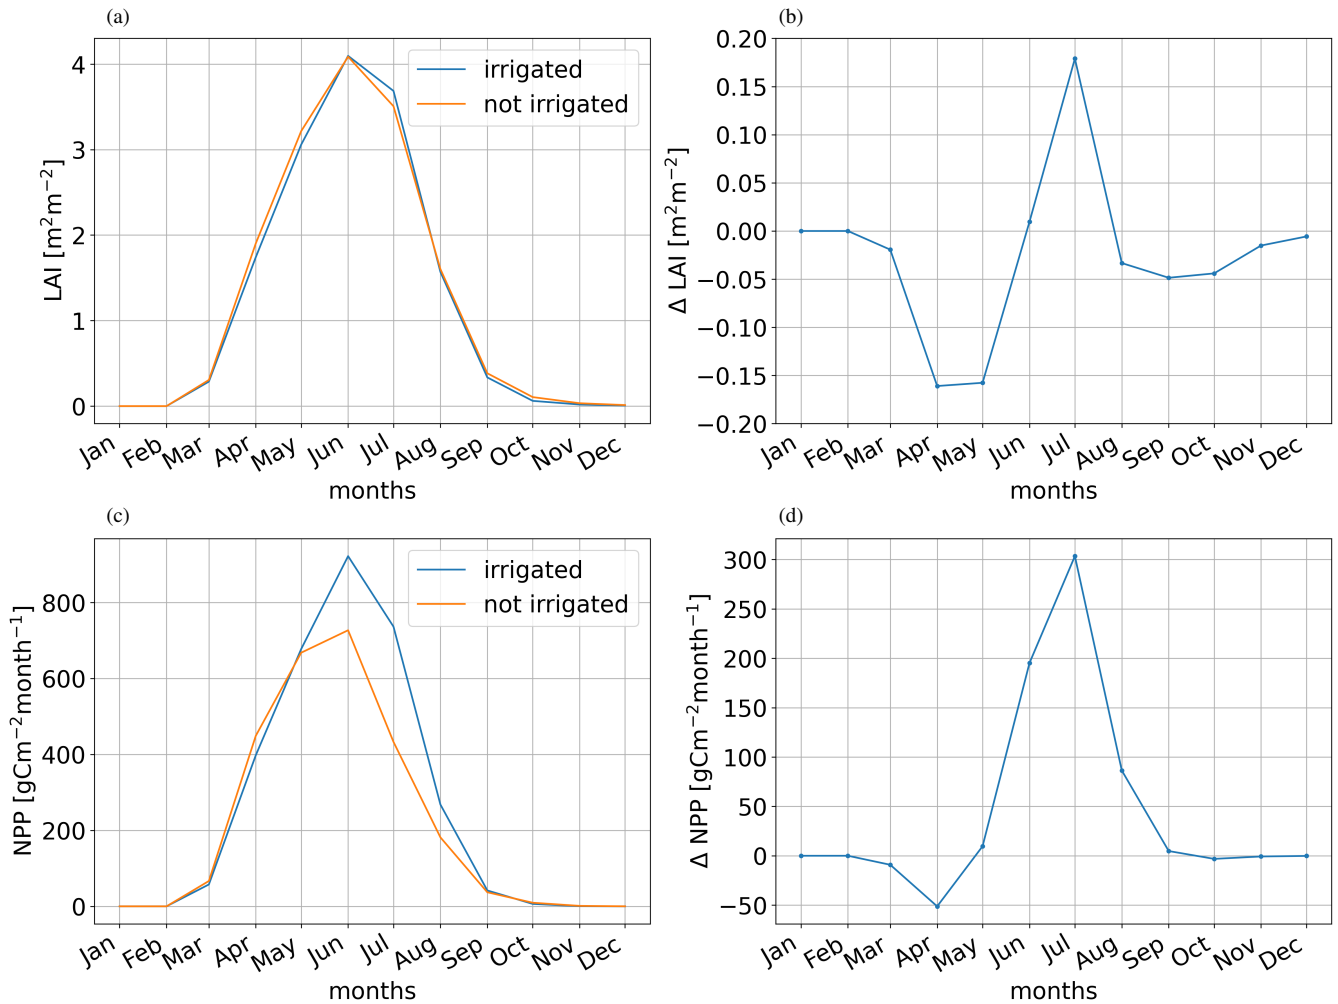 (a)
LAI [m²m⁻²]
4
3
2
1
0
irrigated
not irrigated
Jan Feb Mar Apr May Jun Jul Aug Sep Oct Nov Dec
months
(b)
Δ LAI [m²m⁻²]
0.20
0.15
0.10
0.05
0.00
−0.05
−0.10
−0.15
−0.20
Jan Feb Mar Apr May Jun Jul Aug Sep Oct Nov Dec
months
(c)
NPP [gCm⁻²month⁻¹]
800
600
400
200
0
irrigated
not irrigated
Jan Feb Mar Apr May Jun Jul Aug Sep Oct Nov Dec
months
(d)
Δ NPP [gCm⁻²month⁻¹]
300
250
200
150
100
50
0
−50
Jan Feb Mar Apr May Jun Jul Aug Sep Oct Nov Dec
months